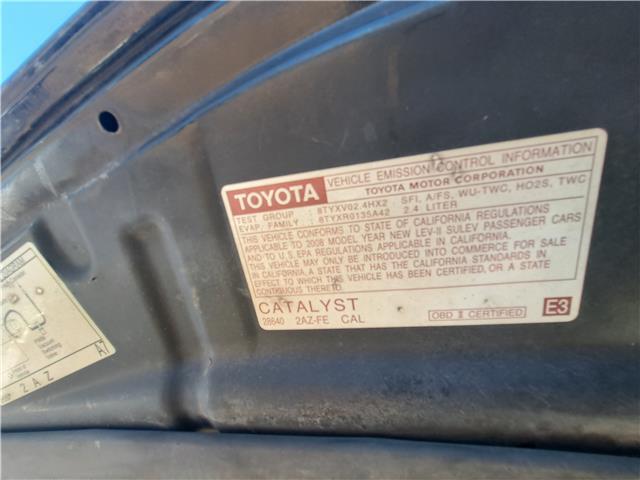 TOYOTA
VEHICLE EMISSION CONTROL INFORMATION
TOYOTA MOTOR CORPORATION
TEST GROUP : 8TYXV02.4HX2 SFI, A/FS, WU-TWC, HO2S, TWC
EVAP. FAMILY : 8TYXR0135A42 2.4 LITER
THIS VEHICLE CONFORMS TO STATE OF CALIFORNIA REGULATIONS
APPLICABLE TO 2008 MODEL YEAR NEW LEV-II SULEV PASSENGER CARS
AND TO U.S.EPA REGULATIONS APPLICABLE IN CALIFORNIA. THIS
VEHICLE MAY ONLY BE INTRODUCED INTO COMMERCE FOR SALE
IN CALIFORNIA, A STATE WITH CALIFORNIA STANDARDS IN
EFFECT WHICH THIS VEHICLE HAS BEEN CERTIFIED, OR A STATE
CONTIGUOUS THERETO.
CATALYST
28640 2AZ-FE CAL
OBD II CERTIFIED
E3
2AZ
A